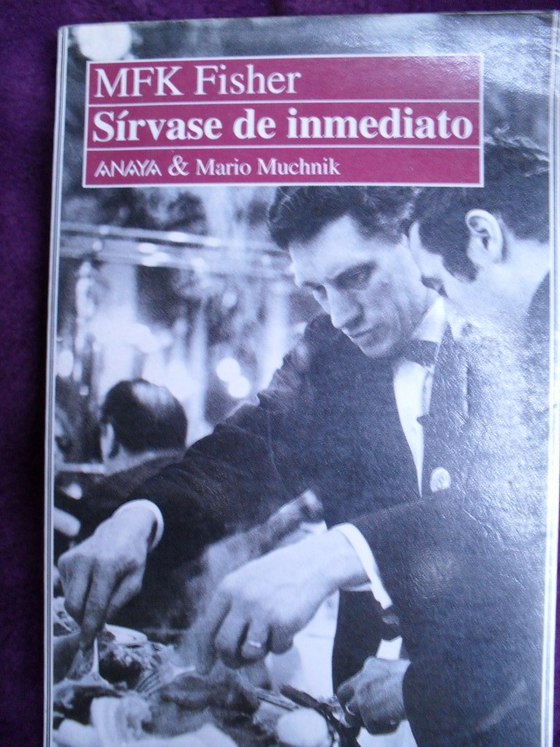 MFK Fisher
Sírvase de inmediato
ANAYA & Mario Muchnik